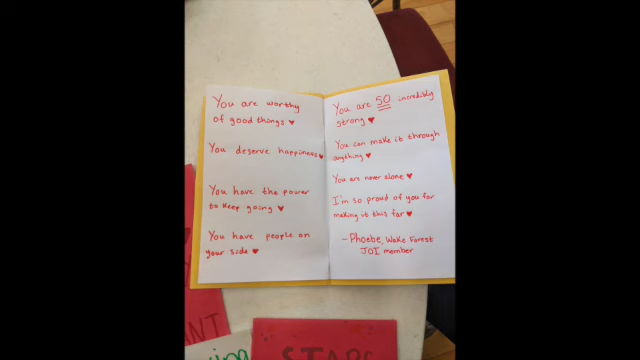 You are worthy
of good things ♥
You deserve happiness ♥
You have the power
to keep going ♥
You have people on
your side ♥
You are SO incredibly
strong ♥
You can make it through
anything ♥
You are never alone ♥
I'm so proud of you for
making it this far ♥
- Phoebe, Wake Forest
JOI member
ANT
STARS